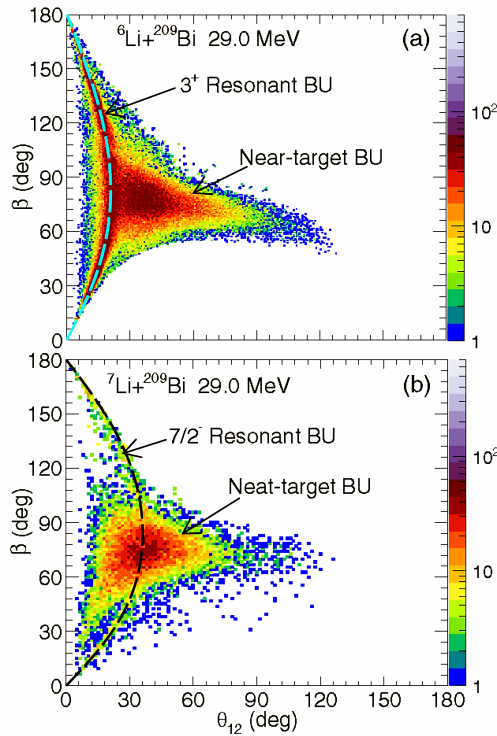 ⁶Li+²⁰⁹Bi 29.0 MeV
(a)
3⁺ Resonant BU
Near-target BU
β (deg)
180
150
120
90
60
30
0
10²
10
1
⁷Li+²⁰⁹Bi 29.0 MeV
(b)
7/2⁻ Resonant BU
Neat-target BU
β (deg)
180
150
120
90
60
30
0
10²
10
1
0 30 60 90 120 150 180
θ₁₂ (deg)